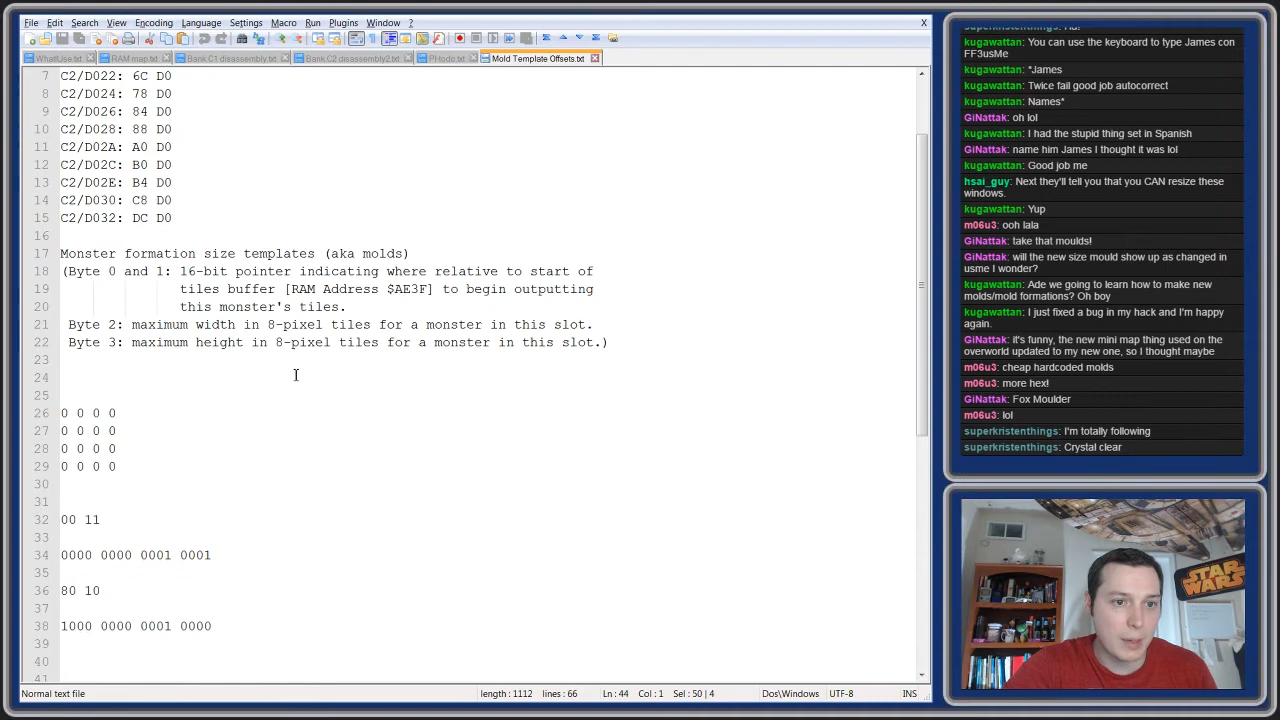 File Edit Search View Encoding Language Settings Macro Run Plugins Window ? X
WhatUse.txt RAM map.txt Bank C1 disassembly.txt Bank C2 disassembly2.txt PHtodo.txt Mold Template Offsets.txt
7 C2/D022: 6C D0
8 C2/D024: 78 D0
9 C2/D026: 84 D0
10 C2/D028: 88 D0
11 C2/D02A: A0 D0
12 C2/D02C: B0 D0
13 C2/D02E: B4 D0
14 C2/D030: C8 D0
15 C2/D032: DC D0
16
17 Monster formation size templates (aka molds)
18 (Byte 0 and 1: 16-bit pointer indicating where relative to start of
19 tiles buffer [RAM Address $AE3F] to begin outputting
20 this monster's tiles.
21 Byte 2: maximum width in 8-pixel tiles for a monster in this slot.
22 Byte 3: maximum height in 8-pixel tiles for a monster in this slot.)
23
24
25
26 0 0 0 0
27 0 0 0 0
28 0 0 0 0
29 0 0 0 0
30
31
32 00 11
33
34 0000 0000 0001 0001
35
36 80 10
37
38 1000 0000 0001 0000
39
40
41
Normal text file length : 1112 lines : 66 Ln : 44 Col : 1 Sel : 50 | 4 Dos\Windows UTF-8 INS
kugawattan: You can use the keyboard to type James con
FF3usMe
kugawattan: *James
kugawattan: Twice fail good job autocorrect
kugawattan: Names*
GiNattak: oh lol
kugawattan: I had the stupid thing set in Spanish
GiNattak: name him James I thought it was lol
kugawattan: Good job me
hsai_guy: Next they'll tell you that you CAN resize these
windows.
kugawattan: Yup
m06u3: ooh lala
GiNattak: take that moulds!
GiNattak: will the new size mould show up as changed in
usme I wonder?
kugawattan: Ade we going to learn how to make new
molds/mold formations? Oh boy
kugawattan: I just fixed a bug in my hack and I'm happy
again.
GiNattak: it's funny, the new mini map thing used on the
overworld updated to my new one, so I thought maybe
m06u3: cheap hardcoded molds
m06u3: more hex!
GiNattak: Fox Moulder
m06u3: lol
superkristenthings: I'm totally following
superkristenthings: Crystal clear
STAR
WARS